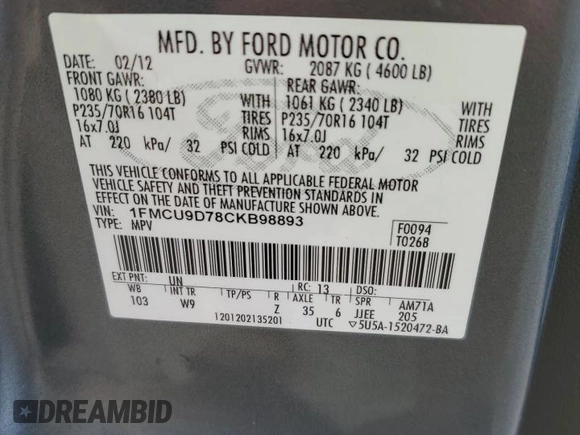 MFD. BY FORD MOTOR CO.
DATE: 02/12 GVWR: 2087 KG ( 4600 LB)
FRONT GAWR: REAR GAWR:
1080 KG ( 2380 LB) WITH 1061 KG ( 2340 LB) WITH
P235/70R16 104T TIRES P235/70R16 104T TIRES
16x7.0J RIMS 16x7.0J RIMS
AT 220 kPa/ 32 PSI COLD AT 220 kPa/ 32 PSI COLD
Ford
THIS VEHICLE CONFORMS TO ALL APPLICABLE FEDERAL MOTOR
VEHICLE SAFETY AND THEFT PREVENTION STANDARDS IN
EFFECT ON THE DATE OF MANUFACTURE SHOWN ABOVE.
VIN: 1FMCU9D78CKB98893 F0094
TYPE: MPV T026B
EXT PNT: UN RC: 13 DSO:
WB INT TR TP/PS R AXLE TR SPR AM71A
103 W9 Z 35 6 JJEE 205
1201202135201 UTC ▽5U5A-1520472-BA
DREAMBID